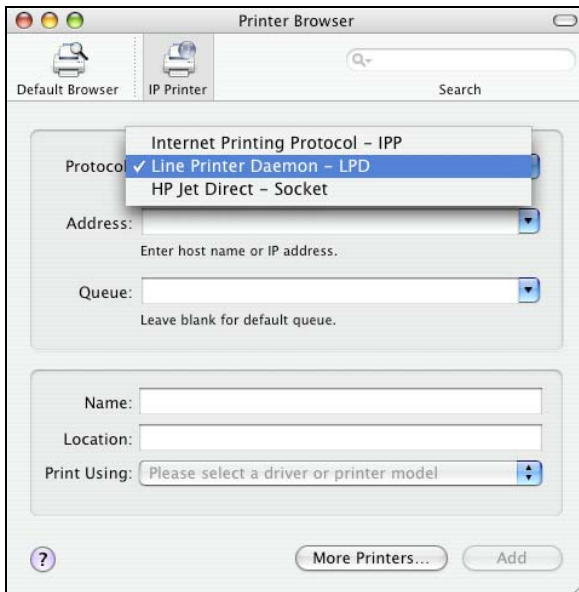 Printer Browser
Default Browser
IP Printer
Search
Internet Printing Protocol – IPP
Protocol
✓ Line Printer Daemon – LPD
HP Jet Direct – Socket
Address:
Enter host name or IP address.
Queue:
Leave blank for default queue.
Name:
Location:
Print Using: Please select a driver or printer model
?
More Printers...
Add